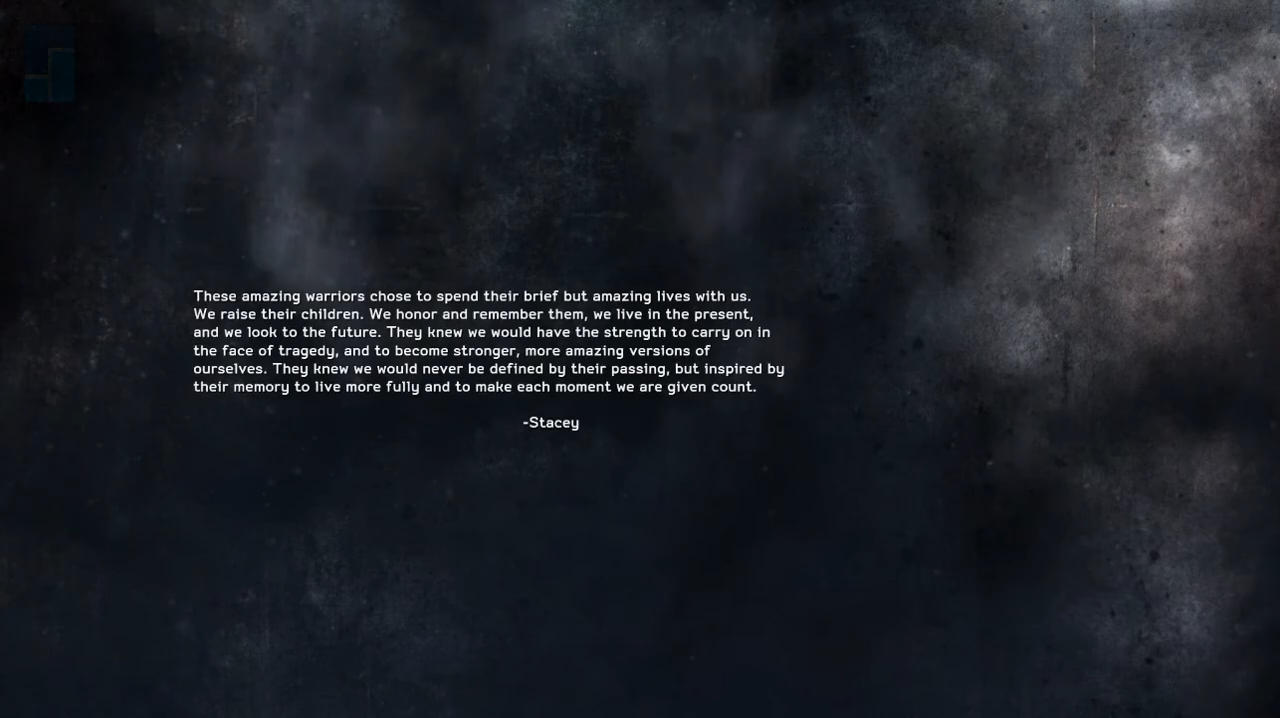 These amazing warriors chose to spend their brief but amazing lives with us.
We raise their children. We honor and remember them, we live in the present,
and we look to the future. They knew we would have the strength to carry on in
the face of tragedy, and to become stronger, more amazing versions of
ourselves. They knew we would never be defined by their passing, but inspired by
their memory to live more fully and to make each moment we are given count.
-Stacey